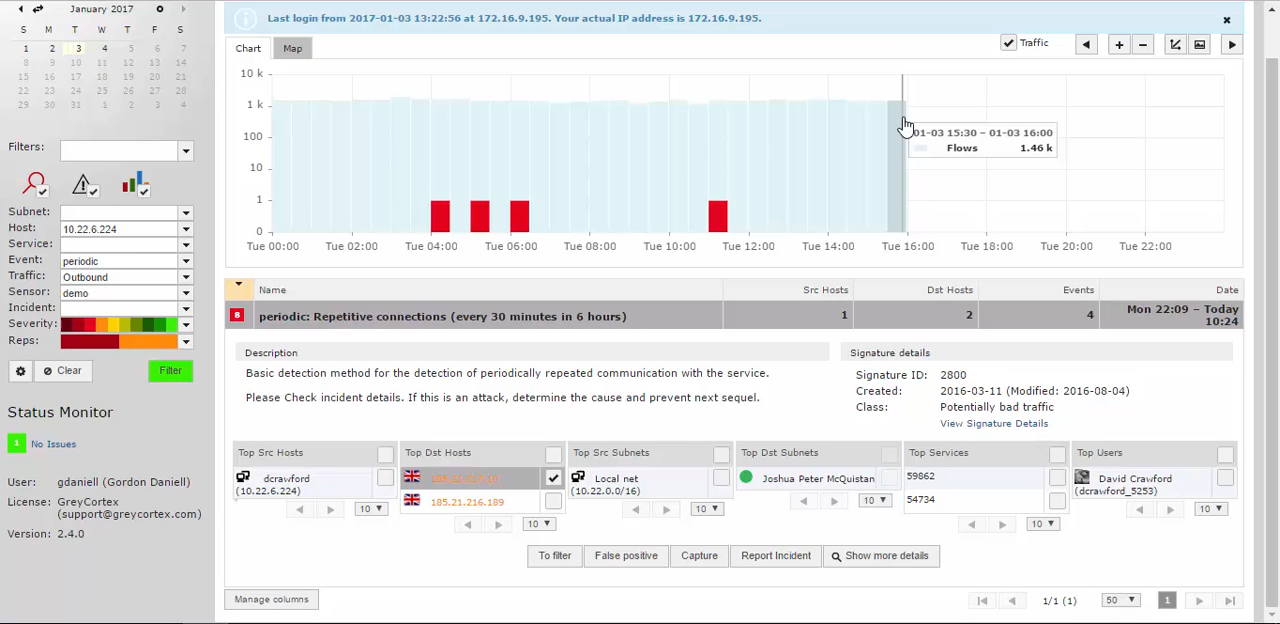 January 2017
S M T W T F S
1 2 3 4 5 6 7
8 9 10 11 12 13 14
15 16 17 18 19 20 21
22 23 24 25 26 27 28
29 30 31 1 2 3 4
Filters:
Subnet:
Host: 10.22.6.224
Service:
Event: periodic
Traffic: Outbound
Sensor: demo
Incident:
Severity:
Reps:
Clear
Filter
Status Monitor
1 No Issues
User: gdaniell (Gordon Daniell)
License: GreyCortex
(support@greycortex.com)
Version: 2.4.0
Last login from 2017-01-03 13:22:56 at 172.16.9.195. Your actual IP address is 172.16.9.195.
Chart Map
Traffic
10 k
1 k
100
10
1
0
Tue 00:00 Tue 02:00 Tue 04:00 Tue 06:00 Tue 08:00 Tue 10:00 Tue 12:00 Tue 14:00 Tue 16:00 Tue 18:00 Tue 20:00 Tue 22:00
01-03 15:30 – 01-03 16:00
Flows 1.46 k
Name Src Hosts Dst Hosts Events Date
8 periodic: Repetitive connections (every 30 minutes in 6 hours) 1 2 4 Mon 22:09 – Today
10:24
Description
Basic detection method for the detection of periodically repeated communication with the service.
Please Check incident details. If this is an attack, determine the cause and prevent next sequel.
Signature details
Signature ID: 2800
Created: 2016-03-11 (Modified: 2016-08-04)
Class: Potentially bad traffic
View Signature Details
Top Src Hosts
dcrawford
(10.22.6.224)
10
Top Dst Hosts
185.21.216.189
10
Top Src Subnets
Local net
(10.22.0.0/16)
10
Top Dst Subnets
Joshua Peter McQuistan
10
Top Services
59862
54734
10
Top Users
David Crawford
(dcrawford_5253)
10
To filter False positive Capture Report Incident Show more details
Manage columns
1/1 (1) 50 1